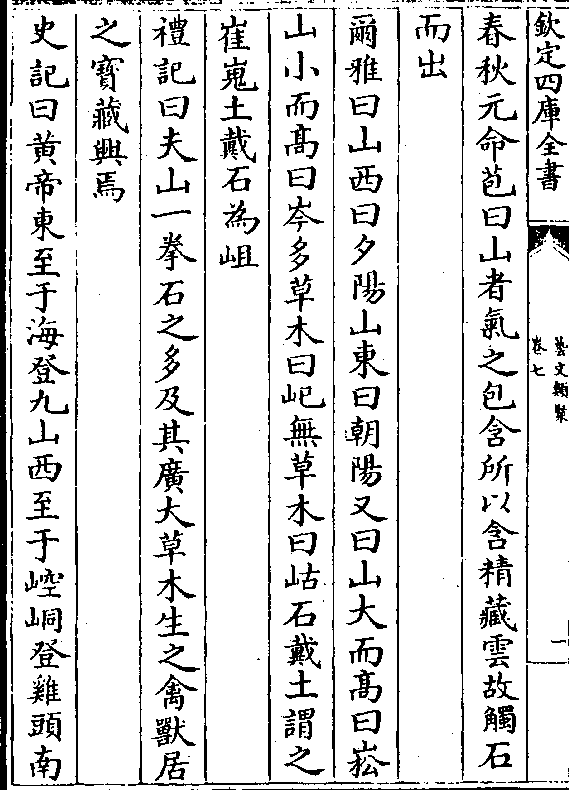 欽定四庫全書
藝文類聚
卷七
一
春秋元命苞曰山者氣之包含所以含精藏雲故觸石
而出
爾雅曰山西曰夕陽山東曰朝陽又曰山大而髙曰崧
山小而髙曰岑多草木曰岯無草木曰岵石戴土謂之
崔嵬土戴石為岨
禮記曰夫山一拳石之多及其廣大草木生之禽獸居
之寳藏興焉
史記曰黄帝東至于海登九山西至于崆峒登雞頭南